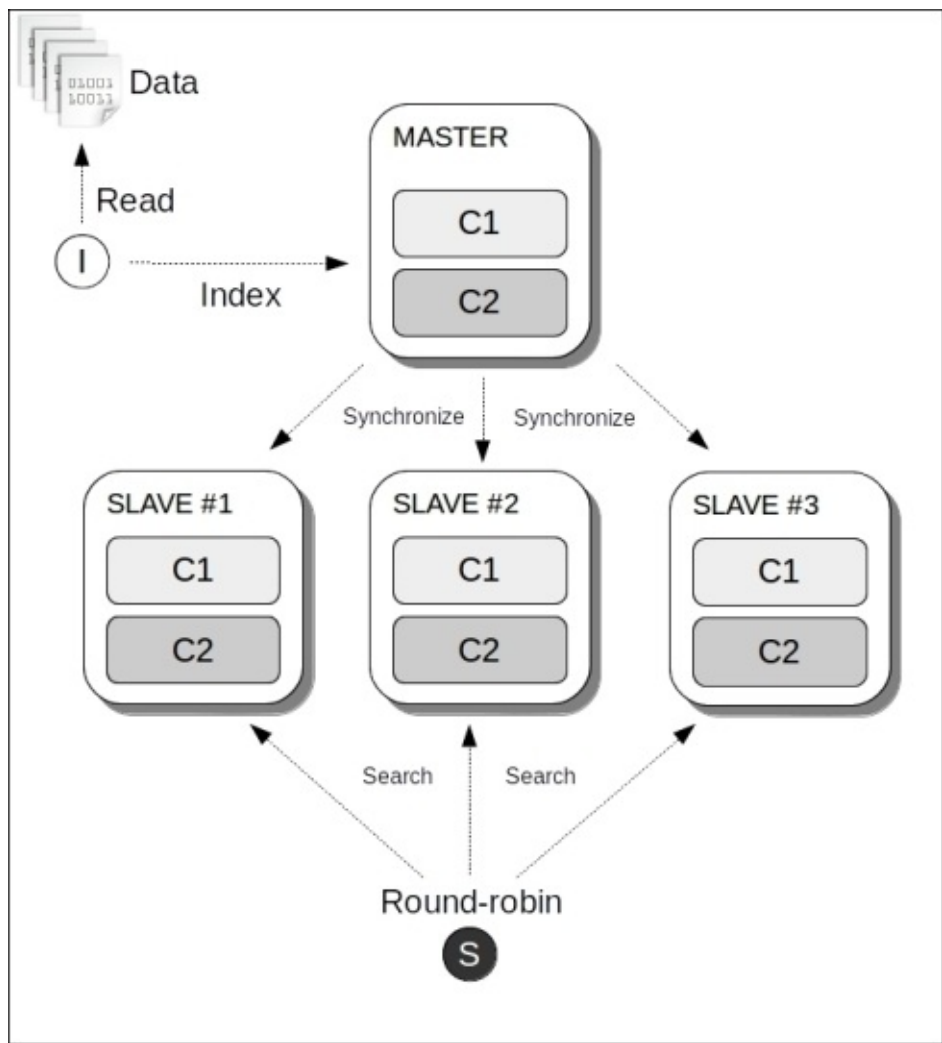 01001
10011
Data
MASTER
Read
C1
I
Index
C2
Synchronize
Synchronize
SLAVE #1
SLAVE #2
SLAVE #3
C1
C1
C1
C2
C2
C2
Search
Search
Round-robin
S